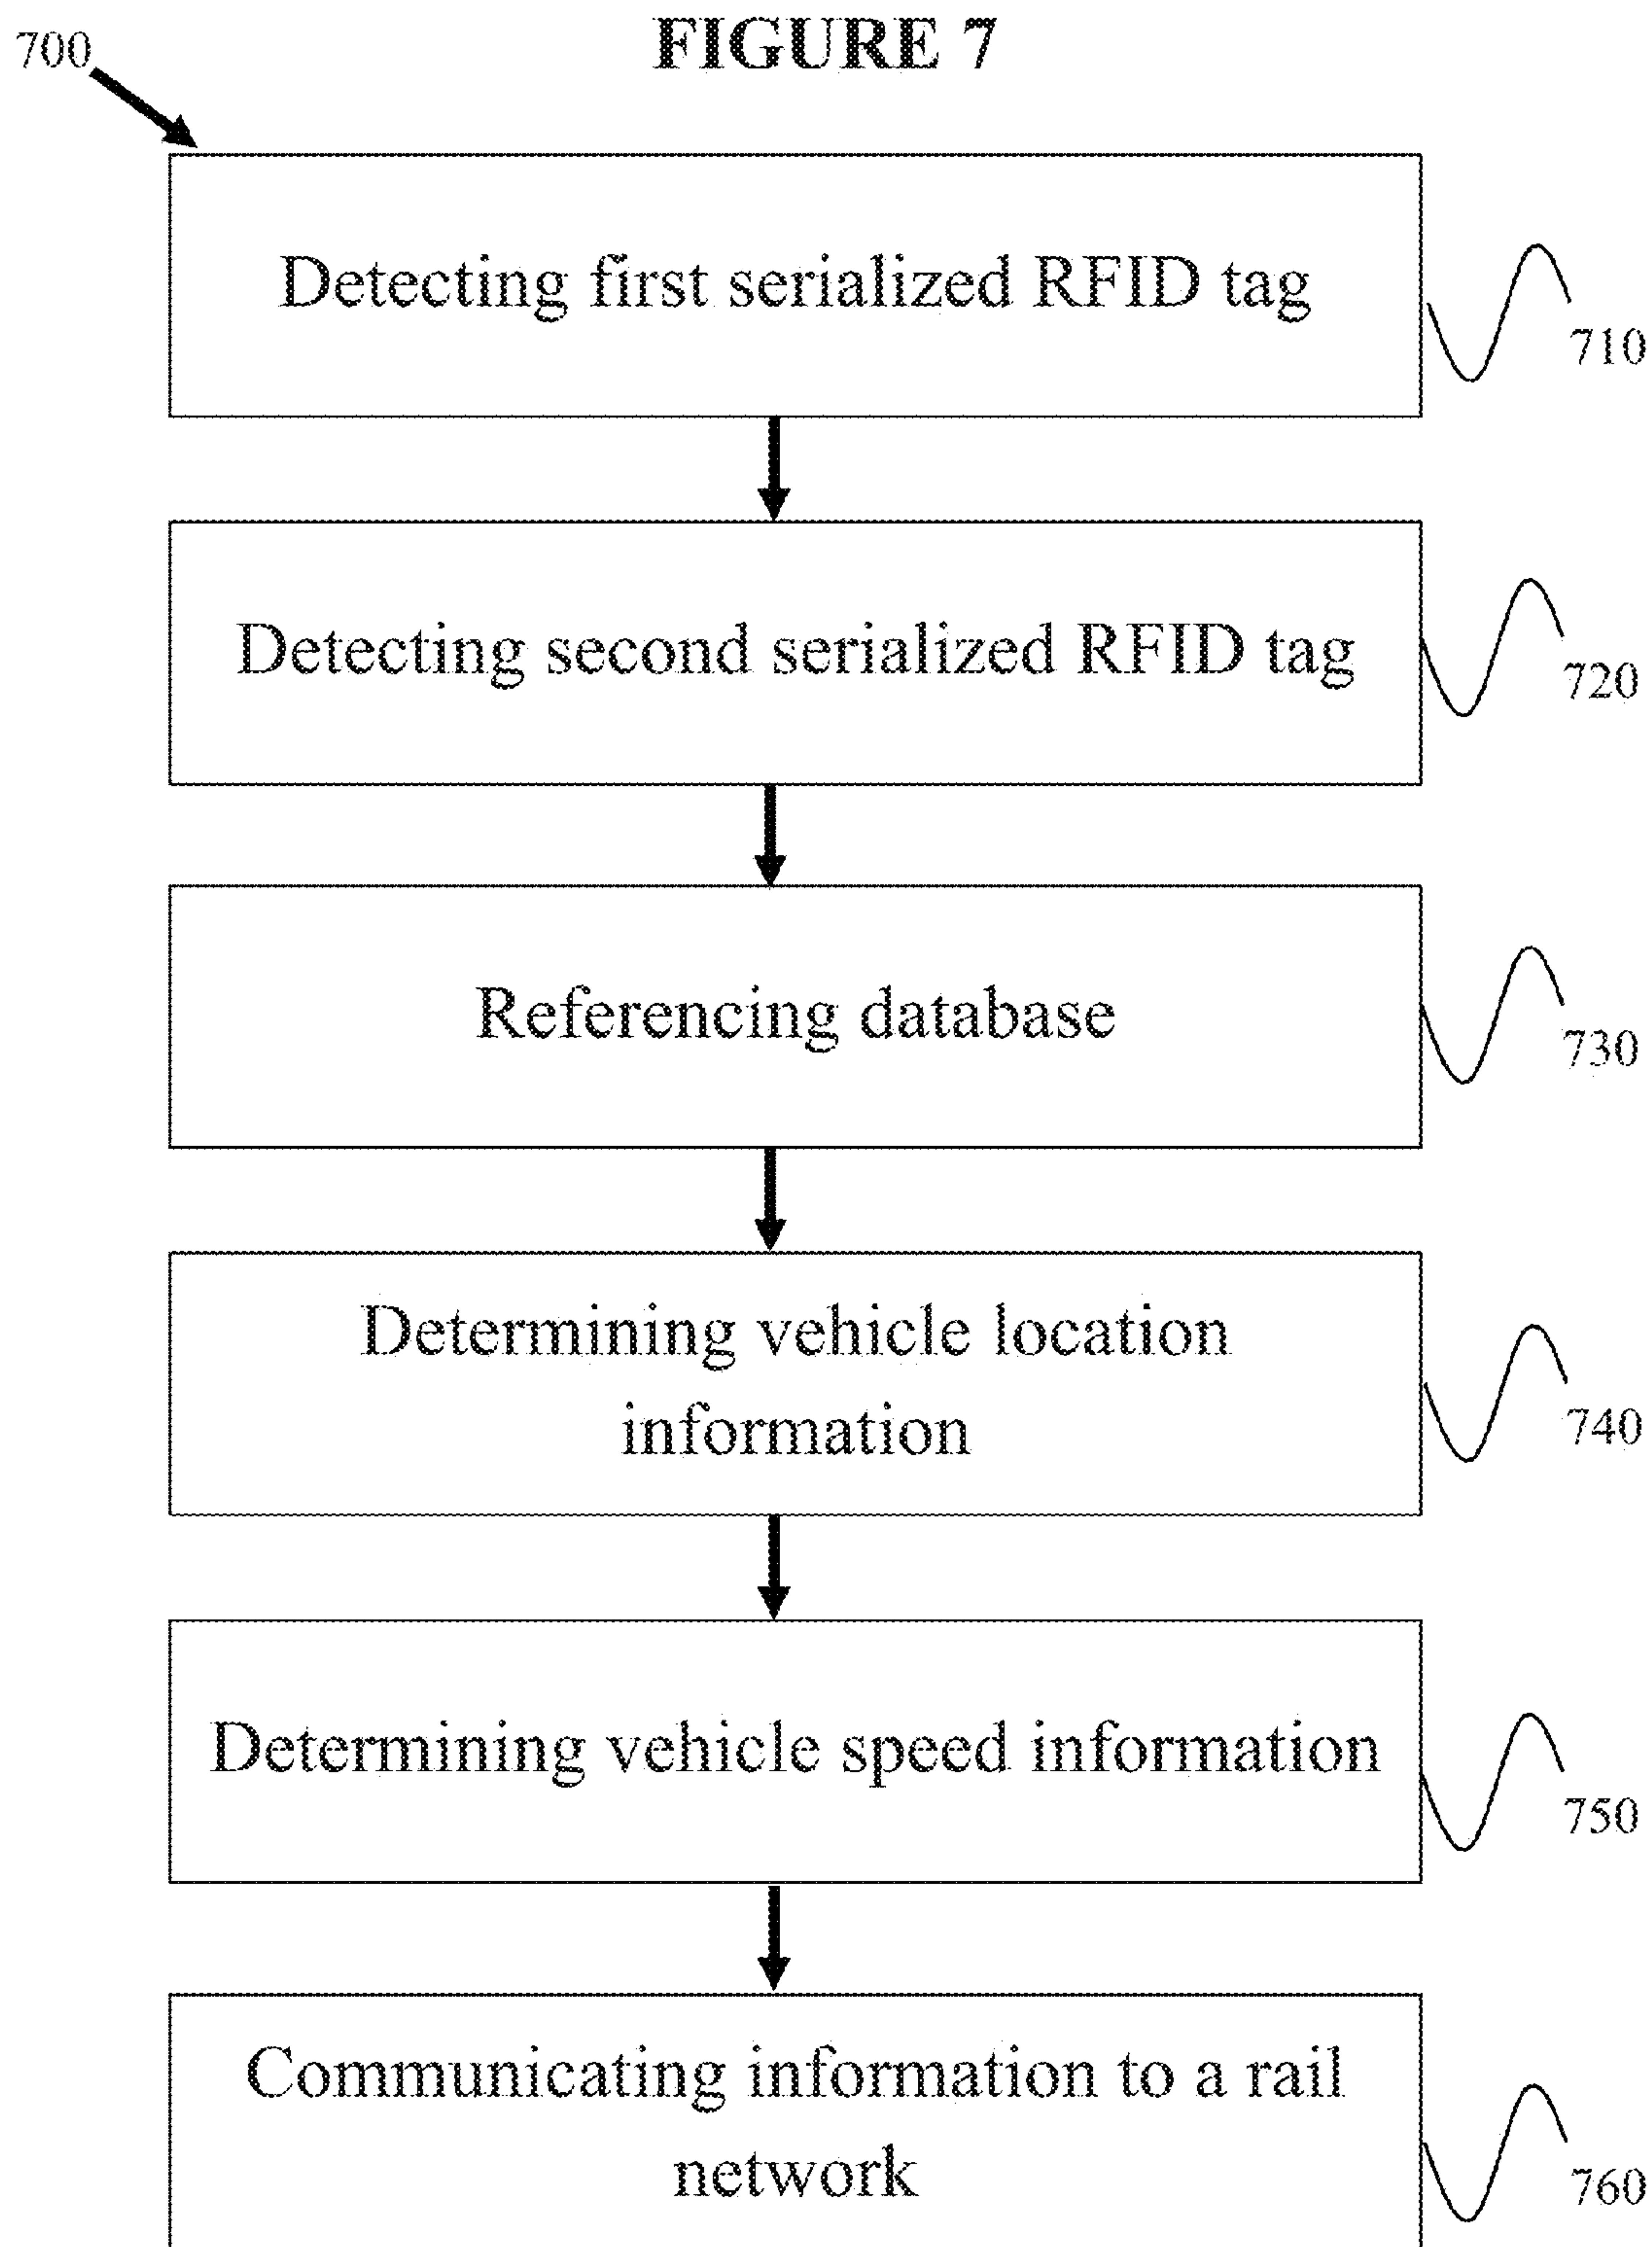 FIGURE 7
700
Detecting first serialized RFID tag
710
Detecting second serialized RFID tag
720
Referencing database
730
Determining vehicle location
information
740
Determining vehicle speed information
750
Communicating information to a rail
network
760